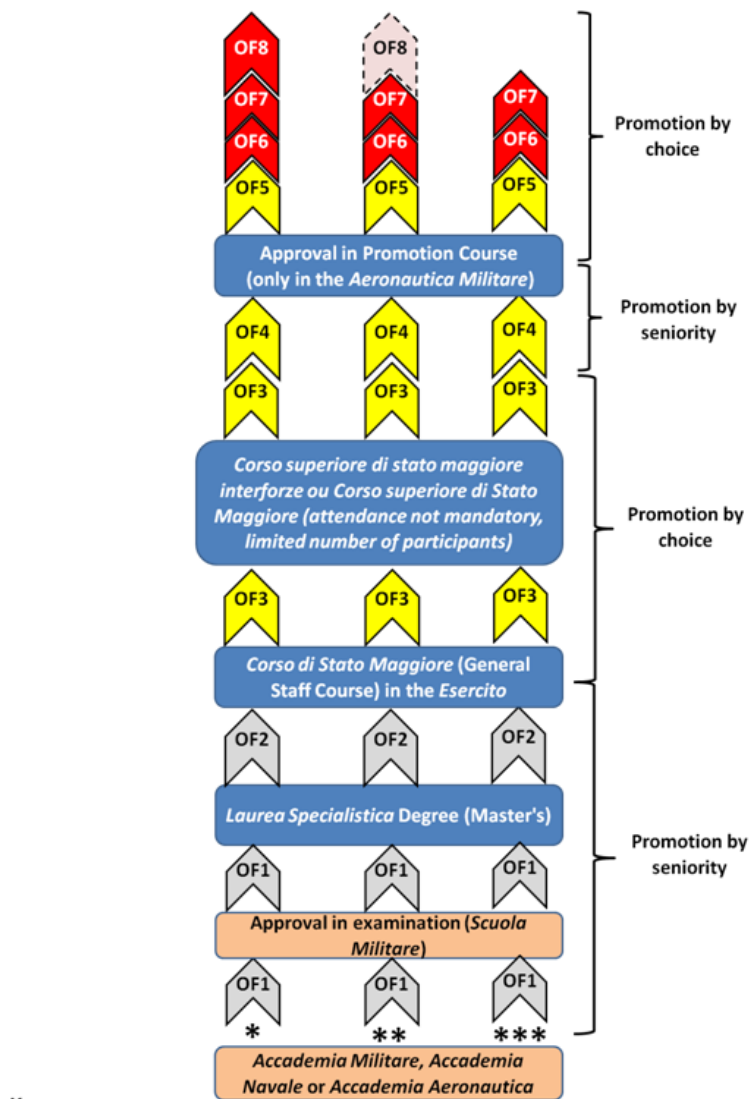 OF8 OF8
OF7 OF7 OF7
OF6 OF6 OF6
OF5 OF5 OF5
Promotion by
choice
Approval in Promotion Course
(only in the Aeronautica Militare)
OF4 OF4 OF4
Promotion by
seniority
OF3 OF3 OF3
Corso superiore di stato maggiore
interforze ou Corso superiore di Stato
Maggiore (attendance not mandatory,
limited number of participants)
Promotion by
choice
OF3 OF3 OF3
Corso di Stato Maggiore (General
Staff Course) in the Esercito
OF2 OF2 OF2
Laurea Specialistica Degree (Master's)
Promotion by
seniority
OF1 OF1 OF1
Approval in examination (Scuola
Militare)
OF1 OF1 OF1
* ** ***
Accademia Militare, Accademia
Navale or Accademia Aeronautica